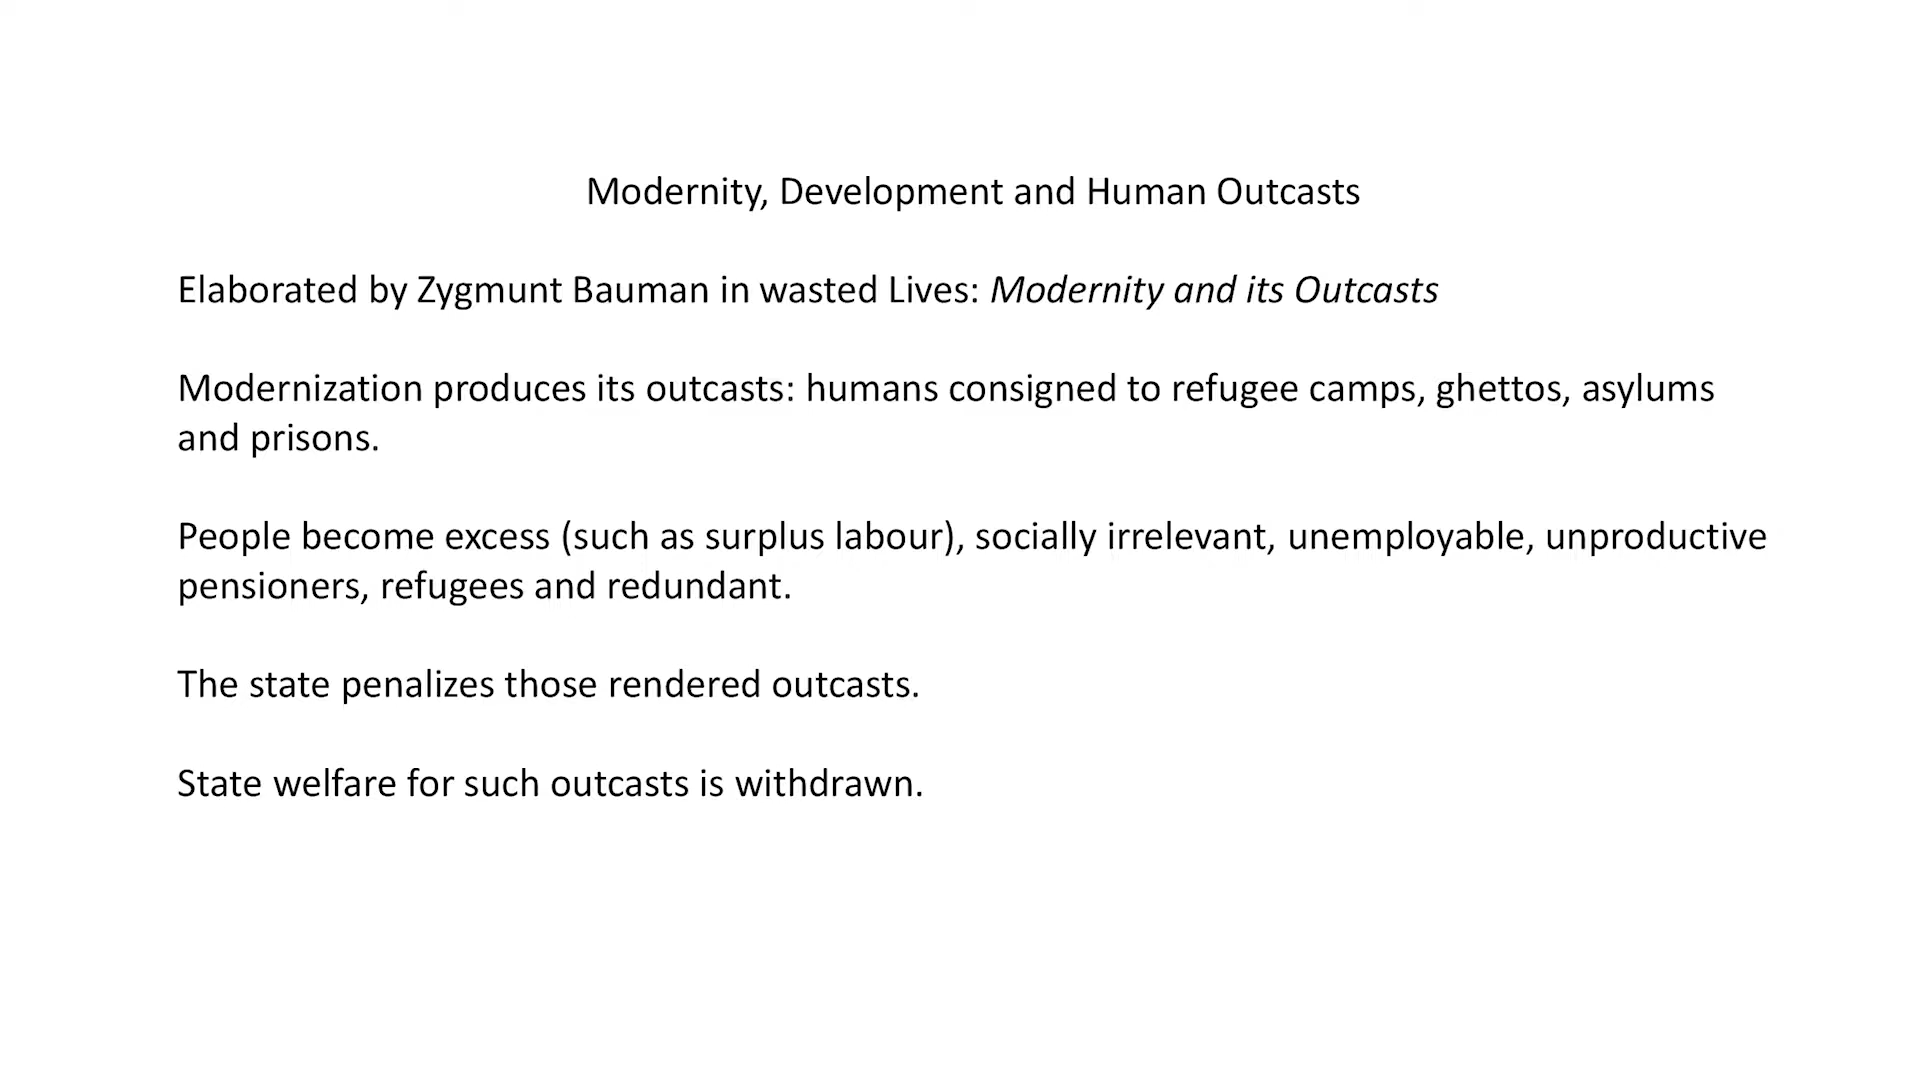 Modernity, Development and Human Outcasts
Elaborated by Zygmunt Bauman in wasted Lives: Modernity and its Outcasts
Modernization produces its outcasts: humans consigned to refugee camps, ghettos, asylums
and prisons.
People become excess (such as surplus labour), socially irrelevant, unemployable, unproductive
pensioners, refugees and redundant.
The state penalizes those rendered outcasts.
State welfare for such outcasts is withdrawn.